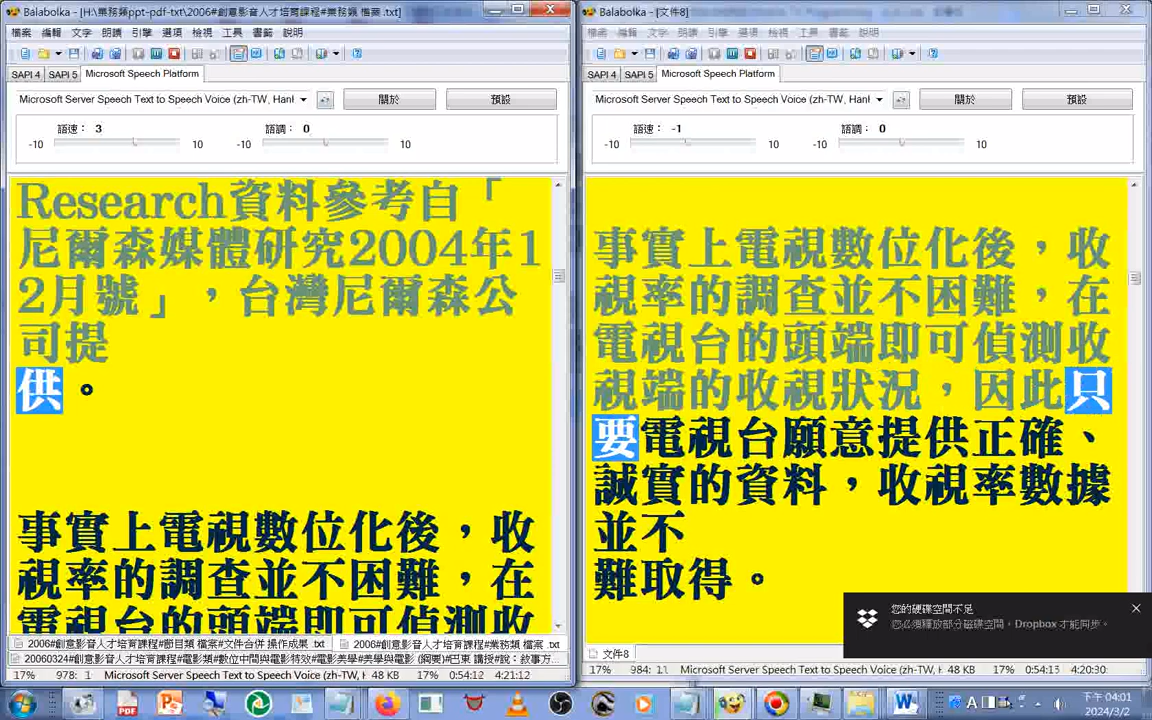 Balabolka - [H:\業務類ppt-pdf-txt\2006#創意影音人才培育課程#業務類 檔案 .txt]
檔案 編輯 文字 朗讀 引擎 選項 檢視 工具 書籤 說明
SAPI 4 SAPI 5 Microsoft Speech Platform
Microsoft Server Speech Text to Speech Voice (zh-TW, Hanl
關於 預設
語速： 3 語調： 0
-10 10 -10 10
Research資料參考自「
尼爾森媒體研究2004年1
2月號」，台灣尼爾森公
司提
供。
事實上電視數位化後，收
視率的調查並不困難，在
電視台的頭端即可偵測收
2006#創意影音人才培育課程#節目類 檔案#文件合併 操作成果 .txt 2006#創意影音人才培育課程#業務類 檔案 .txt
20060324#創意影音人才培育課程#電影類#數位中間與電影特效#電影美學#美學與電影 (綱要)#巴東 講授#說：敘事方...
17% 978: 1 Microsoft Server Speech Text to Speech Voice (zh-TW, H 48 KB 0:54:12 4:21:12
Balabolka - [文件8]
檔案 編輯 文字 朗讀 引擎 選項 檢視 工具 書籤 說明
SAPI 4 SAPI 5 Microsoft Speech Platform
Microsoft Server Speech Text to Speech Voice (zh-TW, Hanl
關於 預設
語速： -1 語調： 0
-10 10 -10 10
事實上電視數位化後，收
視率的調查並不困難，在
電視台的頭端即可偵測收
視端的收視狀況，因此只
要電視台願意提供正確、
誠實的資料，收視率數據
並不
難取得。
您的硬碟空間不足
您必須釋放部分磁碟空間，Dropbox 才能同步。
文件8
17% 984: 11 Microsoft Server Speech Text to Speech Voice (zh-TW, H 48 KB 0:54:15 4:20:30
下午 04:01
2024/3/2